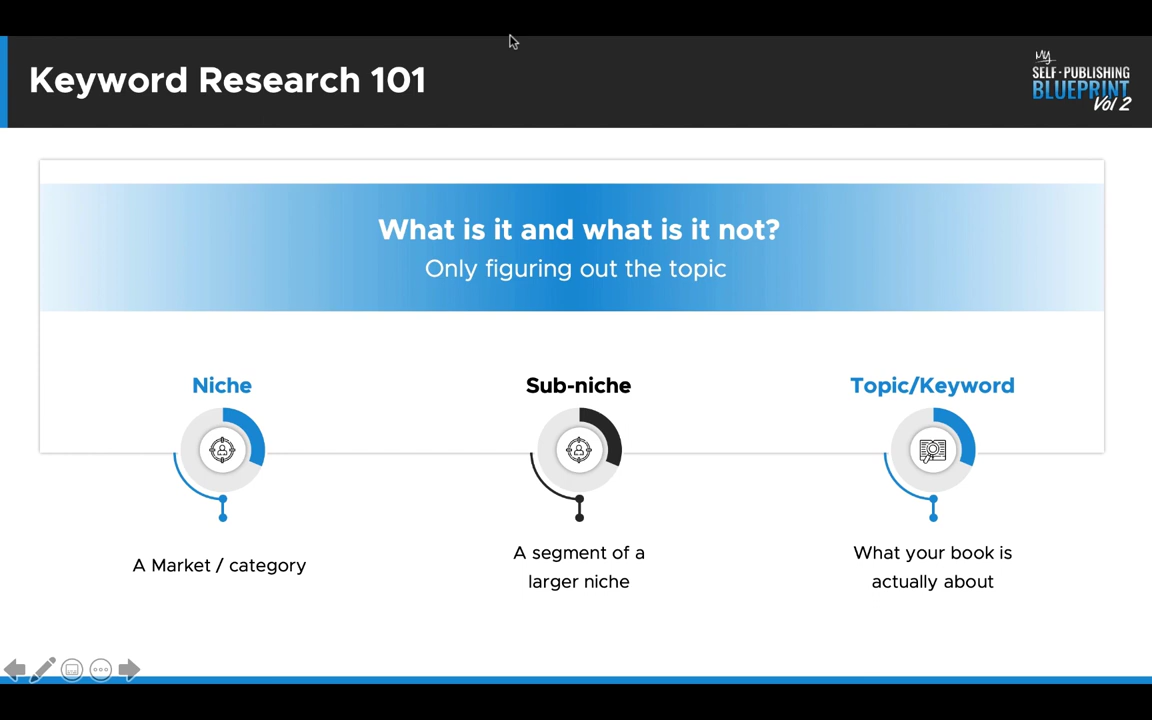 Keyword Research 101
My
SELF-PUBLISHING
BLUEPRINT
Vol 2
What is it and what is it not?
Only figuring out the topic
Niche
Sub-niche
Topic/Keyword
A Market / category
A segment of a
larger niche
What your book is
actually about